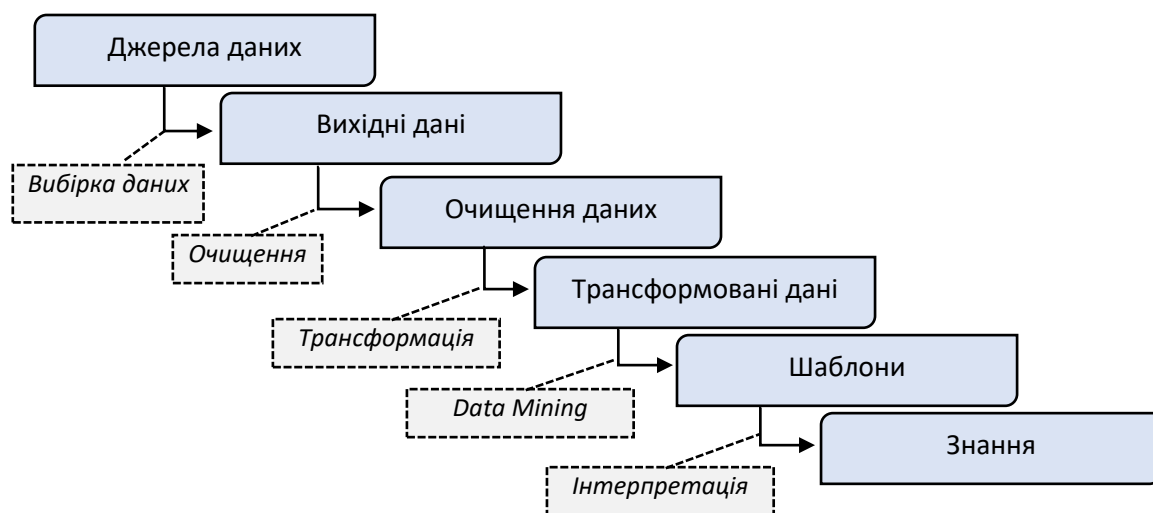 Джерела даних
Вихідні дані
Вибірка даних
Очищення даних
Очищення
Трансформовані дані
Трансформація
Шаблони
Data Mining
Знання
Інтерпретація